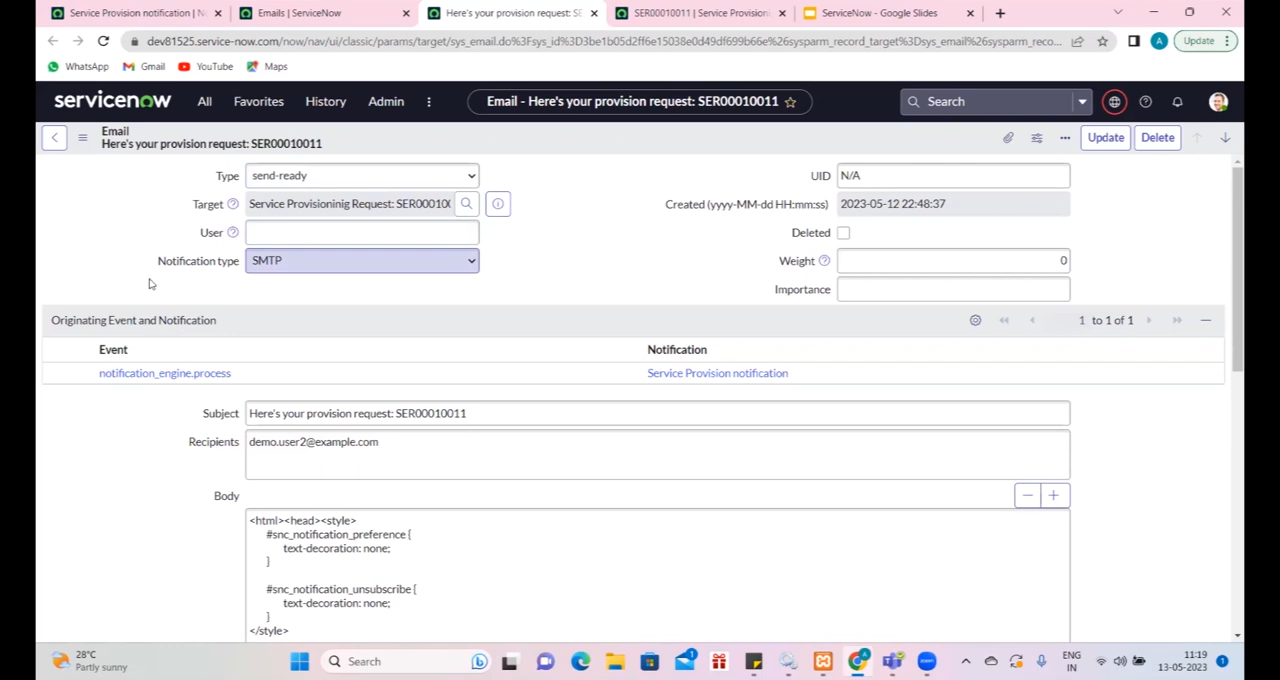 Service Provision notification | N
Emails | ServiceNow
Here's your provision request: SE
SER00010011 | Service Provision
ServiceNow - Google Slides
dev81525.service-now.com/now/nav/ui/classic/params/target/sys_email.do%3Fsys_id%3D3be1b05d2ff6e15038e0d49df699b66e%26sysparm_record_target%3Dsys_email%26sysparm_reco...
A
Update
WhatsApp
Gmail
YouTube
Maps
servicenow
All
Favorites
History
Admin
Email - Here's your provision request: SER00010011
Search
Email
Here's your provision request: SER00010011
Update
Delete
Type
send-ready
UID
N/A
Target
Service Provisioninig Request: SER00010(
Created (yyyy-MM-dd HH:mm:ss)
2023-05-12 22:48:37
User
Deleted
Notification type
SMTP
Weight
0
Importance
Originating Event and Notification
1 to 1 of 1
Event
Notification
notification_engine.process
Service Provision notification
Subject
Here's your provision request: SER00010011
Recipients
demo.user2@example.com
Body
<html><head><style>
#snc_notification_preference {
text-decoration: none;
}
#snc_notification_unsubscribe {
text-decoration: none;
}
</style>
28°C
Partly sunny
Search
1
ENG
IN
11:19
13-05-2023
1